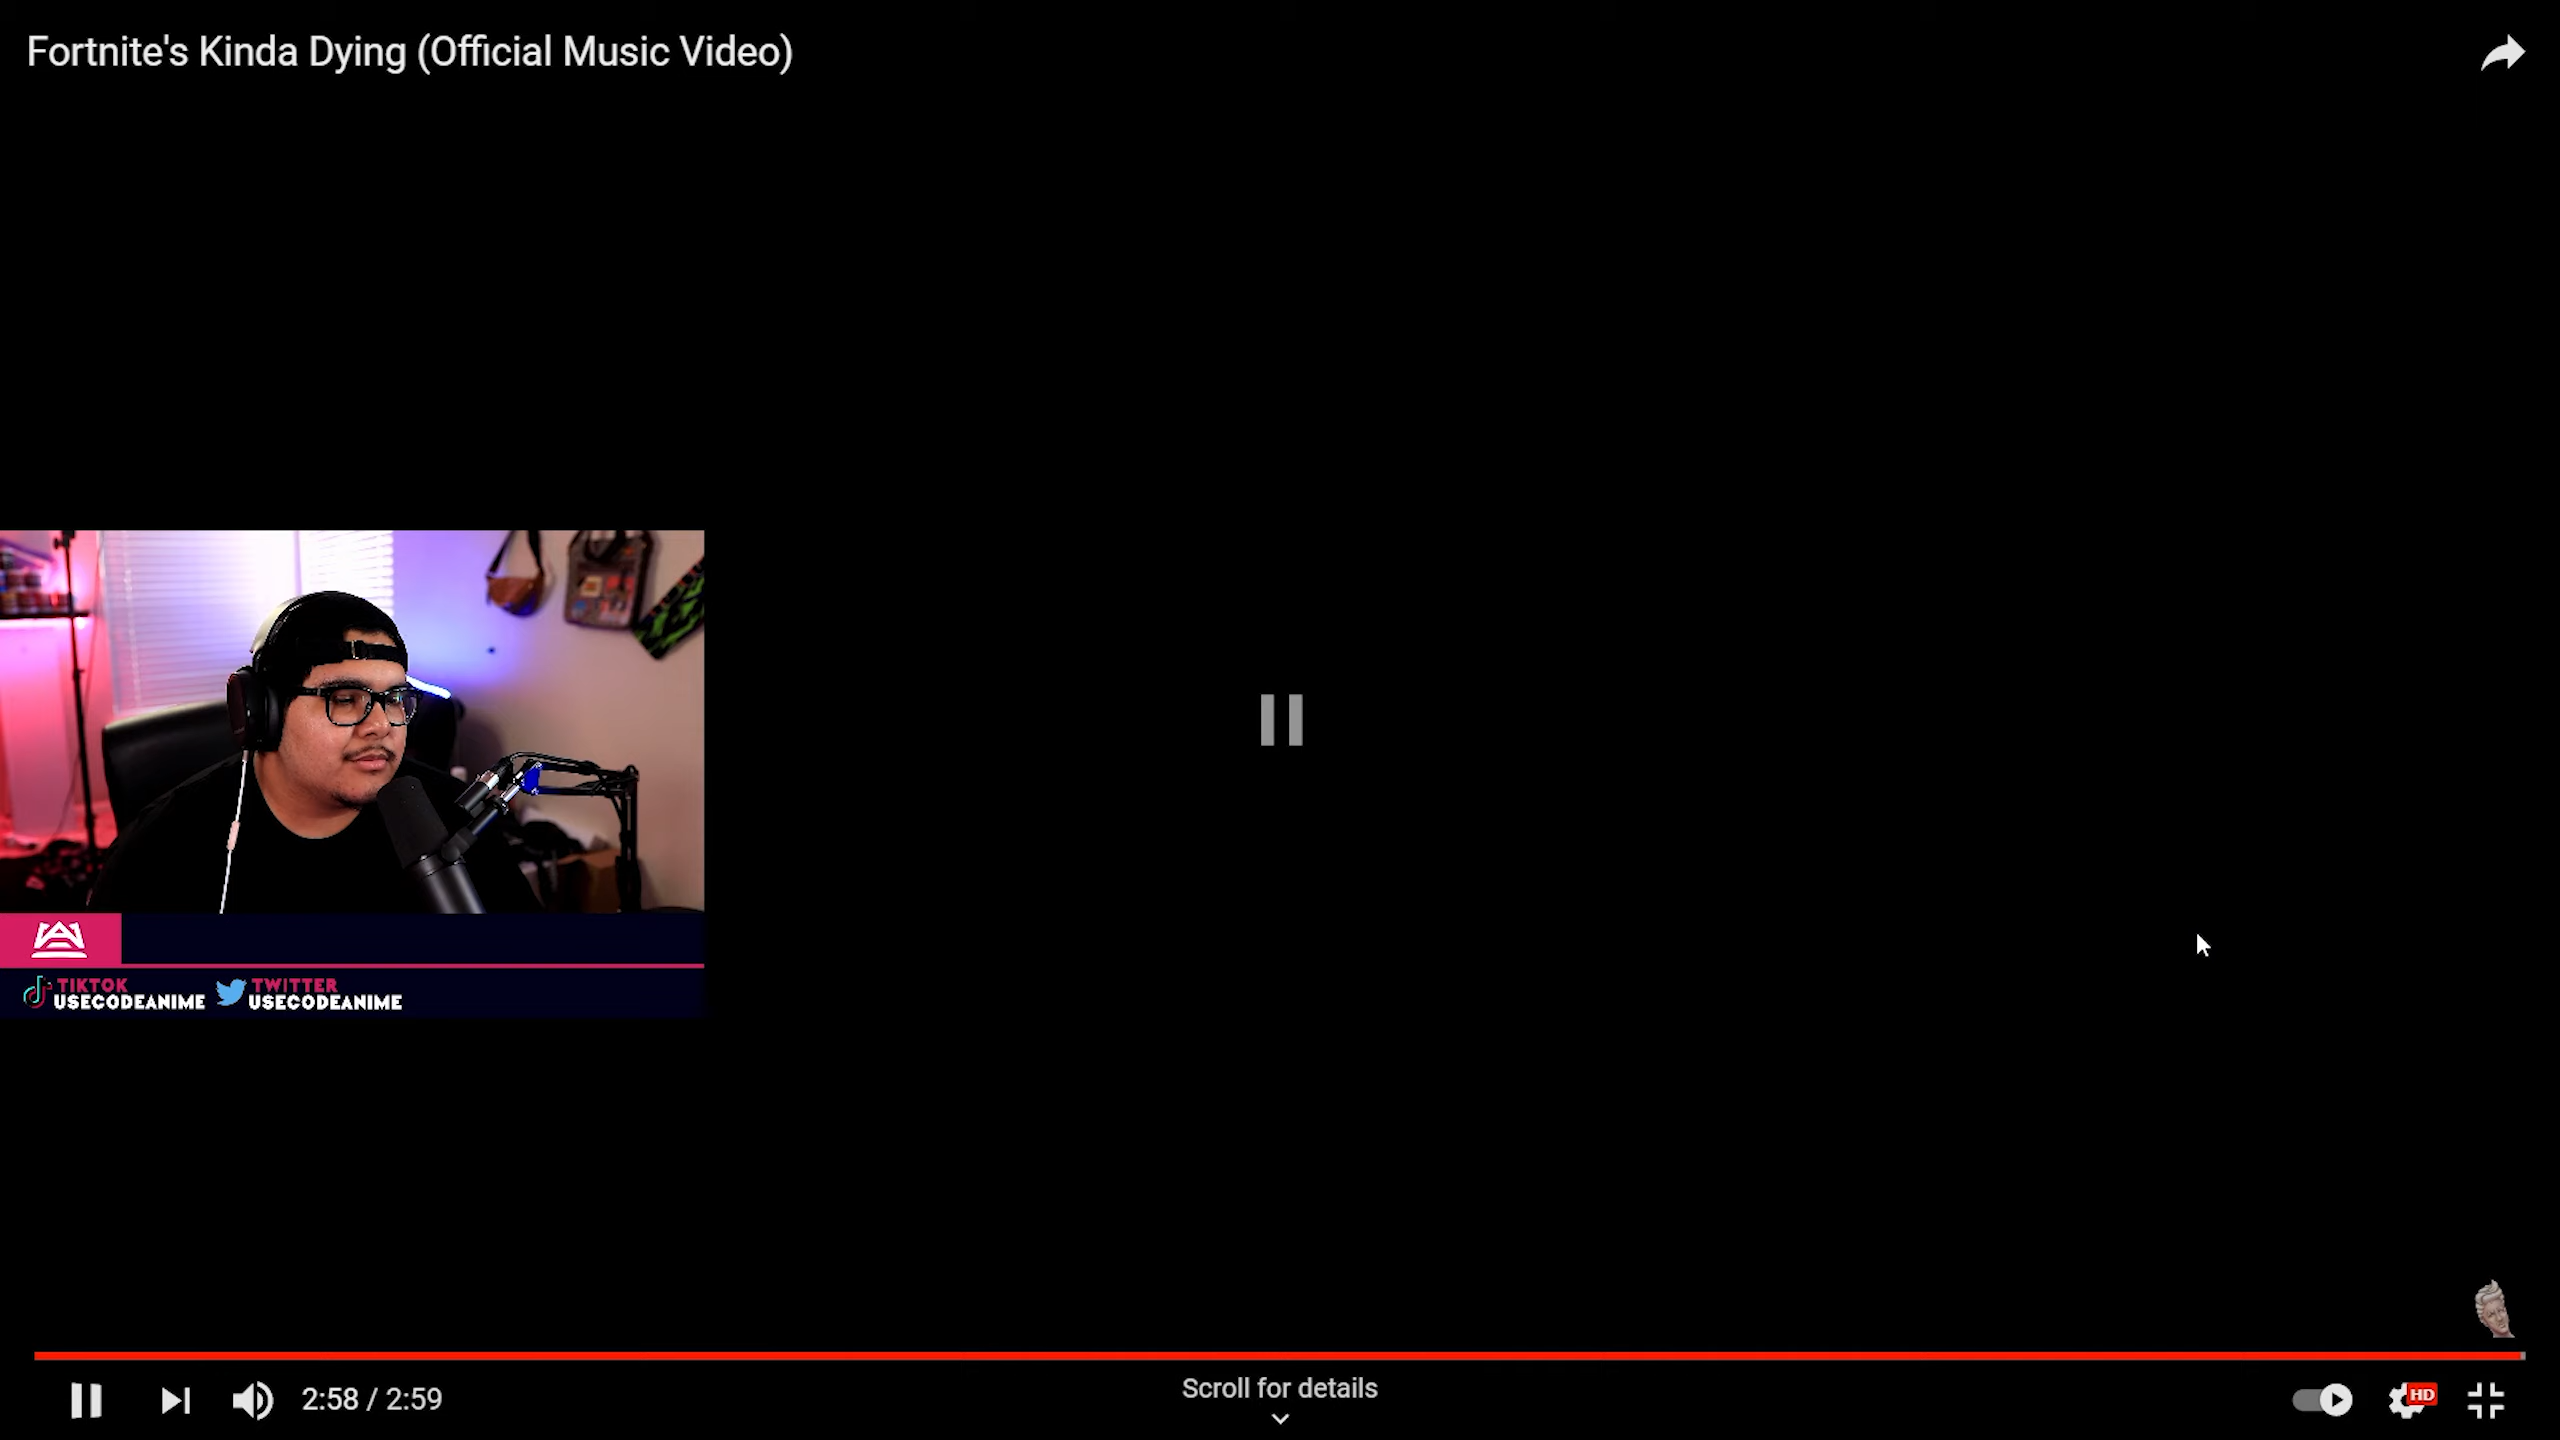 Fortnite's Kinda Dying (Official Music Video)
TIKTOK
USECODEANIME
TWITTER
USECODEANIME
2:58 / 2:59
Scroll for details
HD